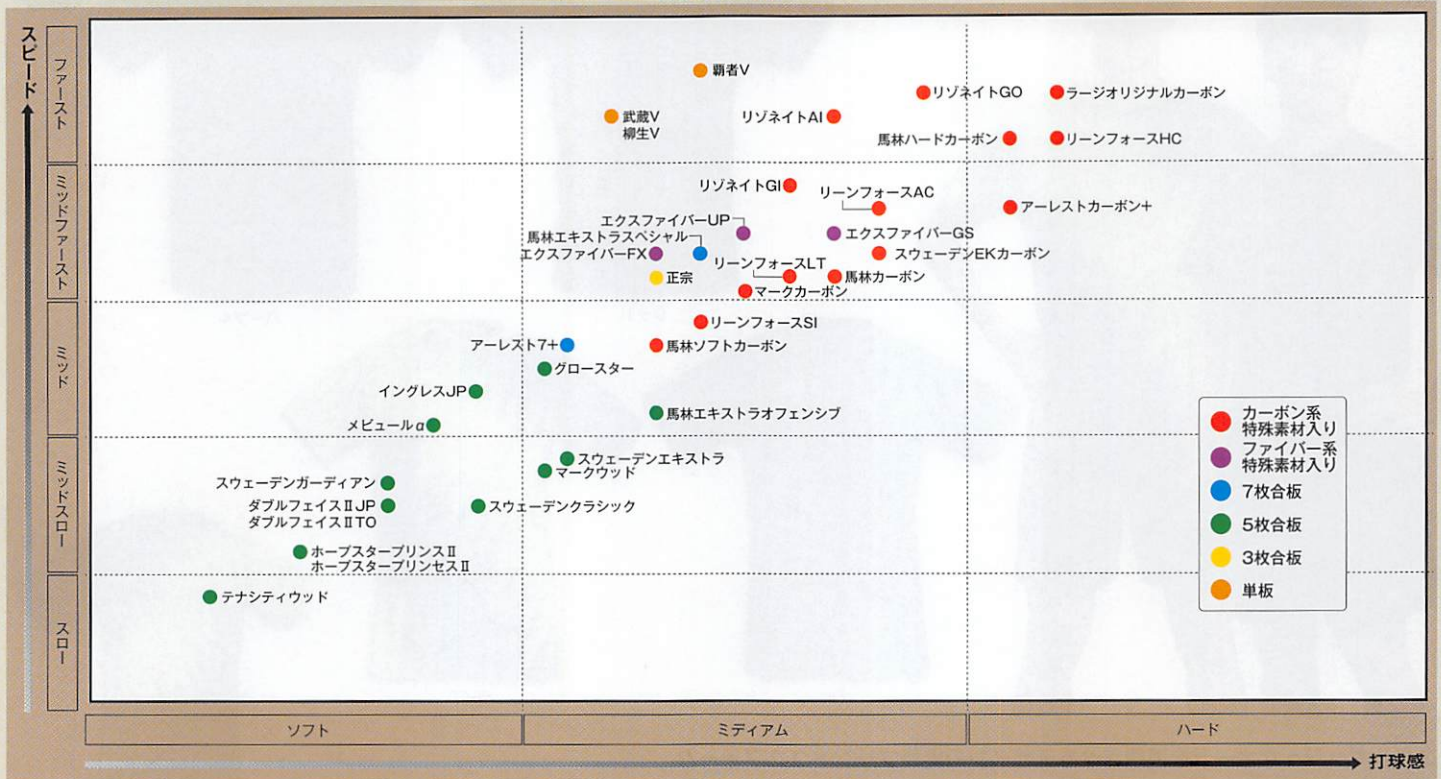 スピード
ファースト
ミッドファースト
ミッド
ミッドスロー
スロー
覇者V
武蔵V
柳生V
リゾネイトAI
リゾネイトGO
ラージオリジナルカーボン
馬林ハードカーボン
リーンフォースHC
リゾネイトGI
リーンフォースAC
アーレストカーボン+
エクスファイバーUP
馬林エキストラスペシャル
エクスファイバーFX
エクスファイバーGS
スウェーデンEKカーボン
リーンフォースLT
正宗
馬林カーボン
マークカーボン
リーンフォースSI
アーレスト7+
馬林ソフトカーボン
グロースター
イングレスJP
馬林エキストラオフェンシブ
メビュールα
スウェーデンエキストラ
マークウッド
スウェーデンガーディアン
ダブルフェイスⅡJP
ダブルフェイスⅡTO
スウェーデンクラシック
ホープスタープリンスⅡ
ホープスタープリンセスⅡ
テナシティウッド
カーボン系
特殊素材入り
ファイバー系
特殊素材入り
7枚合板
5枚合板
3枚合板
単板
ソフト
ミディアム
ハード
打球感